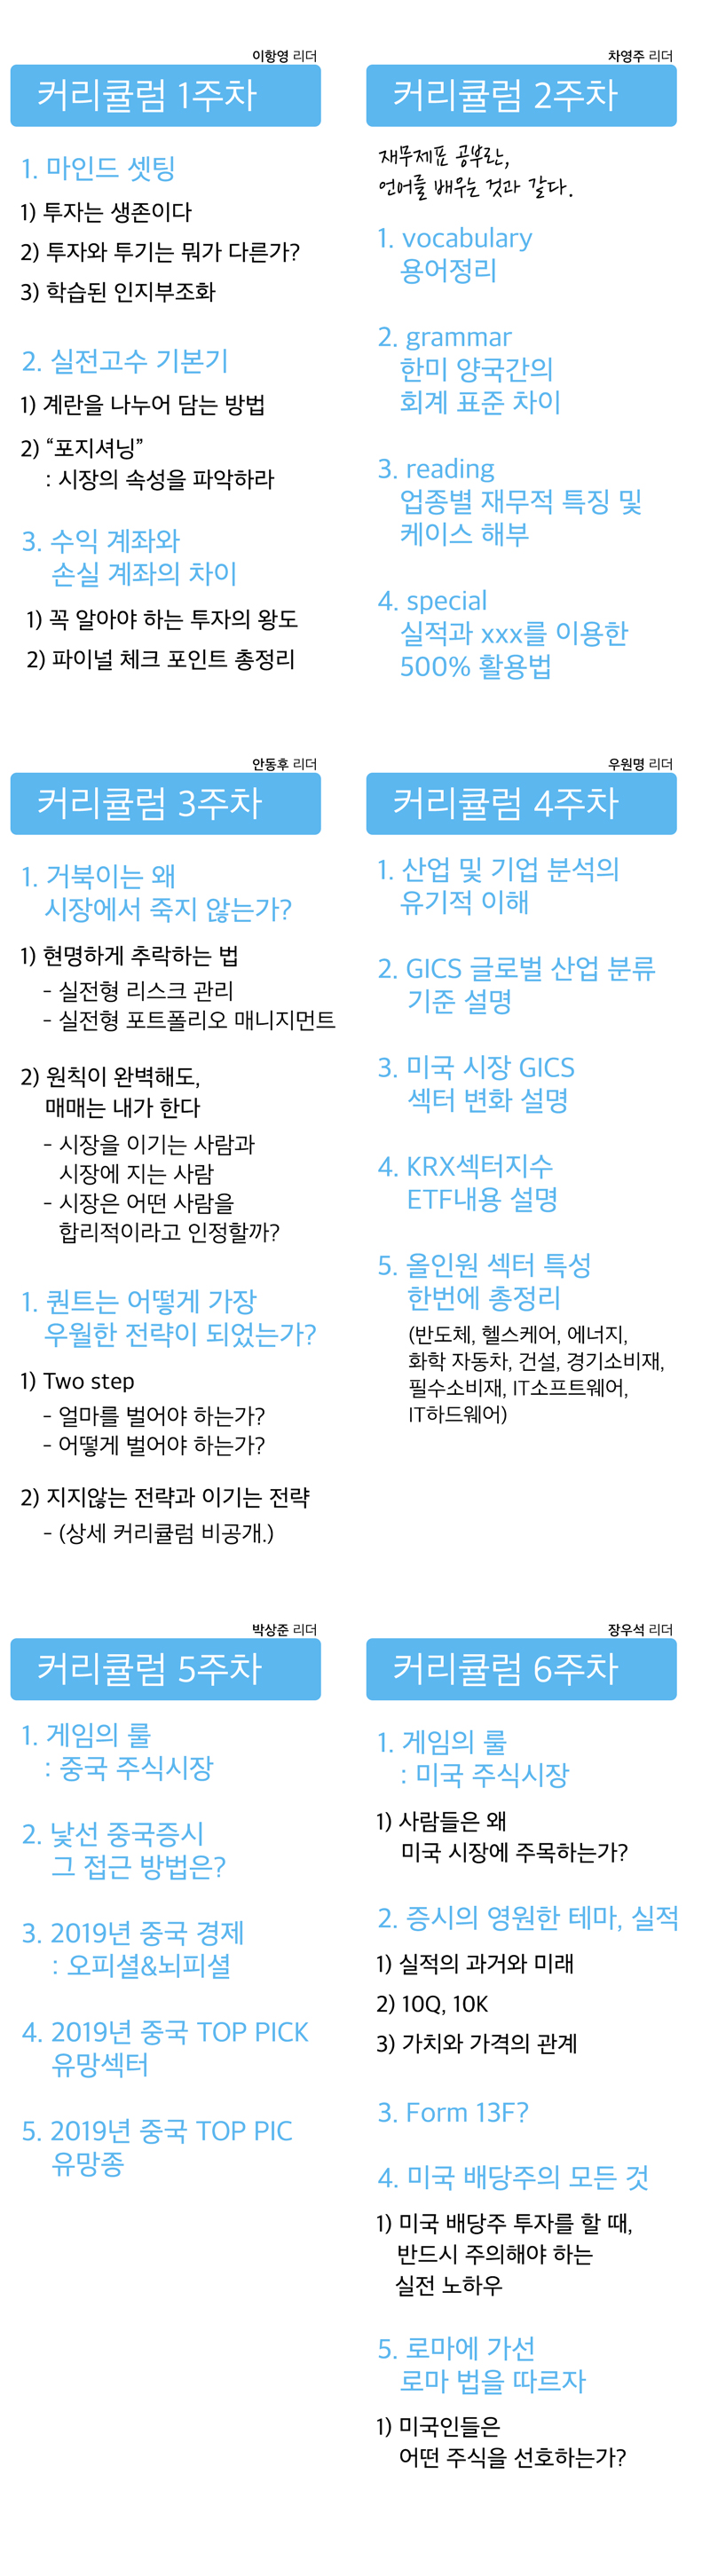 이항영 리더
커리큘럼 1주차
1. 마인드 셋팅
1) 투자는 생존이다
2) 투자와 투기는 뭐가 다른가?
3) 학습된 인지부조화
2. 실전고수 기본기
1) 계란을 나누어 담는 방법
2) “포지셔닝”
: 시장의 속성을 파악하라
3. 수익 계좌와
손실 계좌의 차이
1) 꼭 알아야 하는 투자의 왕도
2) 파이널 체크 포인트 총정리
차영주 리더
커리큘럼 2주차
재무제표 공부란,
언어를 배우는 것과 같다.
1. vocabulary
용어정리
2. grammar
한미 양국간의
회계 표준 차이
3. reading
업종별 재무적 특징 및
케이스 해부
4. special
실적과 xxx를 이용한
500% 활용법
안동후 리더
커리큘럼 3주차
1. 거북이는 왜
시장에서 죽지 않는가?
1) 현명하게 추락하는 법
- 실전형 리스크 관리
- 실전형 포트폴리오 매니지먼트
2) 원칙이 완벽해도,
매매는 내가 한다
- 시장을 이기는 사람과
시장에 지는 사람
- 시장은 어떤 사람을
합리적이라고 인정할까?
1. 퀀트는 어떻게 가장
우월한 전략이 되었는가?
1) Two step
- 얼마를 벌어야 하는가?
- 어떻게 벌어야 하는가?
2) 지지않는 전략과 이기는 전략
- (상세 커리큘럼 비공개.)
우원명 리더
커리큘럼 4주차
1. 산업 및 기업 분석의
유기적 이해
2. GICS 글로벌 산업 분류
기준 설명
3. 미국 시장 GICS
섹터 변화 설명
4. KRX섹터지수
ETF내용 설명
5. 올인원 섹터 특성
한번에 총정리
(반도체, 헬스케어, 에너지,
화학 자동차, 건설, 경기소비재,
필수소비재, IT소프트웨어,
IT하드웨어)
박상준 리더
커리큘럼 5주차
1. 게임의 룰
: 중국 주식시장
2. 낯선 중국증시
그 접근 방법은?
3. 2019년 중국 경제
: 오피셜&뇌피셜
4. 2019년 중국 TOP PICK
유망섹터
5. 2019년 중국 TOP PIC
유망종
장우석 리더
커리큘럼 6주차
1. 게임의 룰
: 미국 주식시장
1) 사람들은 왜
미국 시장에 주목하는가?
2. 증시의 영원한 테마, 실적
1) 실적의 과거와 미래
2) 10Q, 10K
3) 가치와 가격의 관계
3. Form 13F?
4. 미국 배당주의 모든 것
1) 미국 배당주 투자를 할 때,
반드시 주의해야 하는
실전 노하우
5. 로마에 가선
로마 법을 따르자
1) 미국인들은
어떤 주식을 선호하는가?